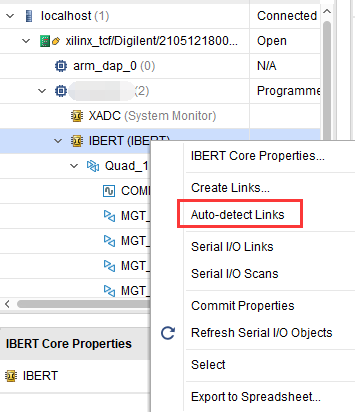 localhost (1) Connected
xilinx_tcf/Digilent/2105121800... Open
arm_dap_0 (0) N/A
(2) Programme
XADC (System Monitor)
IBERT (IBERT)
Quad_1
COM
MGT_
MGT_
MGT_
MGT_
IBERT Core Properties...
Create Links...
Auto-detect Links
Serial I/O Links
Serial I/O Scans
Commit Properties
Refresh Serial I/O Objects
Select
Export to Spreadsheet...
IBERT Core Properties
IBERT